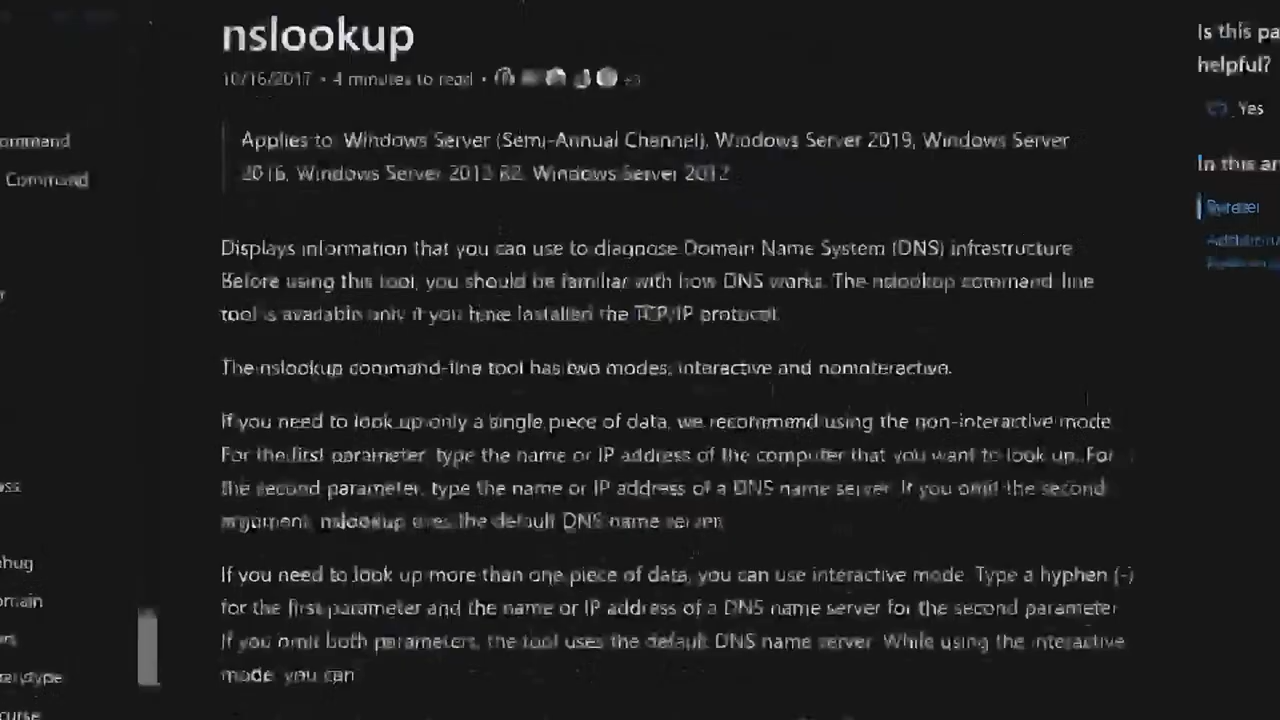 nslookup
10/16/2017 • 4 minutes to read • +3
Applies to: Windows Server (Semi-Annual Channel), Windows Server 2019, Windows Server
2016, Windows Server 2012 R2, Windows Server 2012
Displays information that you can use to diagnose Domain Name System (DNS) infrastructure.
Before using this tool, you should be familiar with how DNS works. The nslookup command-line
tool is available only if you have installed the TCP/IP protocol.
The nslookup command-line tool has two modes: interactive and noninteractive.
If you need to look up only a single piece of data, we recommend using the non-interactive mode.
For the first parameter, type the name or IP address of the computer that you want to look up. For
the second parameter, type the name or IP address of a DNS name server. If you omit the second
argument, nslookup uses the default DNS name server.
If you need to look up more than one piece of data, you can use interactive mode. Type a hyphen (-)
for the first parameter and the name or IP address of a DNS name server for the second parameter.
If you omit both parameters, the tool uses the default DNS name server. While using the interactive
mode, you can
ommand
Command
ass
ebug
omain
curse
Is this pa
helpful?
Yes
In this ar
Syntax